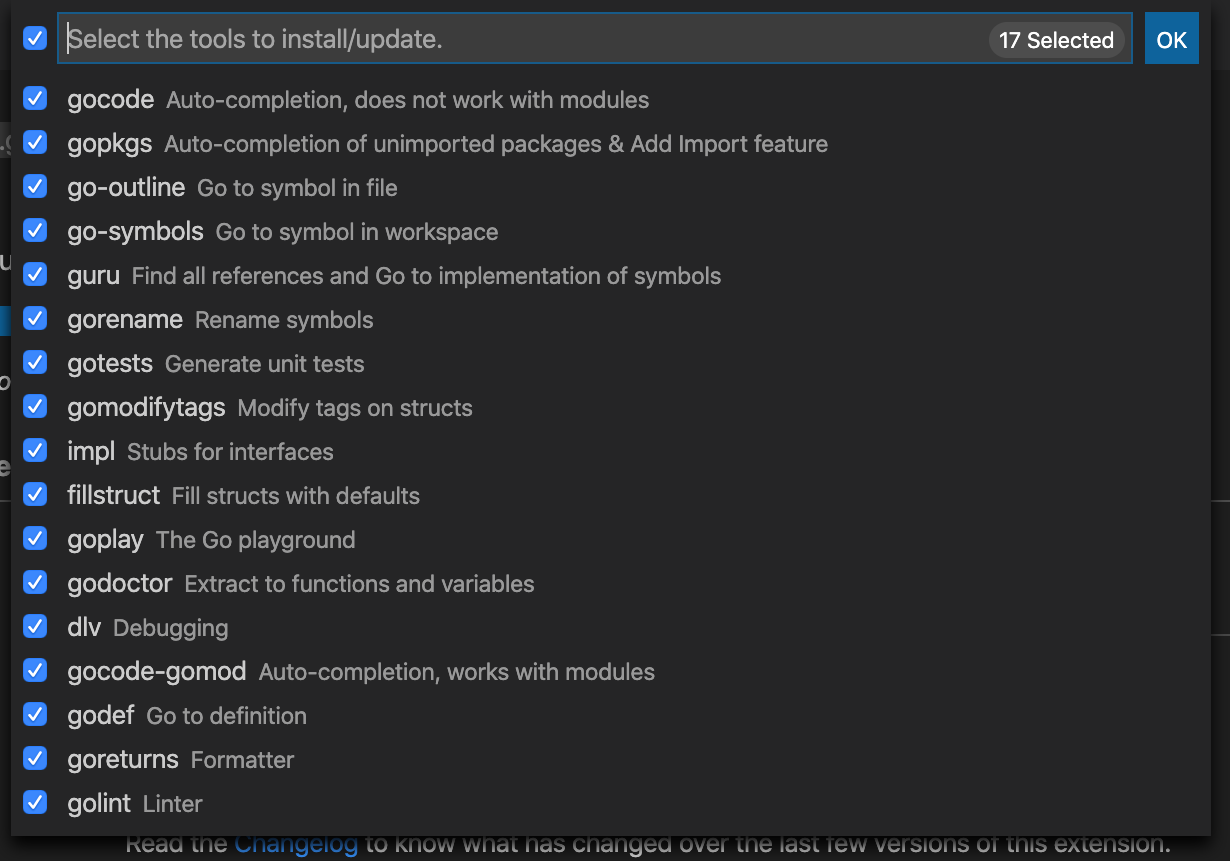 Select the tools to install/update. 17 Selected OK
gocode Auto-completion, does not work with modules
gopkgs Auto-completion of unimported packages & Add Import feature
go-outline Go to symbol in file
go-symbols Go to symbol in workspace
guru Find all references and Go to implementation of symbols
gorename Rename symbols
gotests Generate unit tests
gomodifytags Modify tags on structs
impl Stubs for interfaces
fillstruct Fill structs with defaults
goplay The Go playground
godoctor Extract to functions and variables
dlv Debugging
gocode-gomod Auto-completion, works with modules
godef Go to definition
goreturns Formatter
golint Linter
Read the Changelog to know what has changed over the last few versions of this extension.